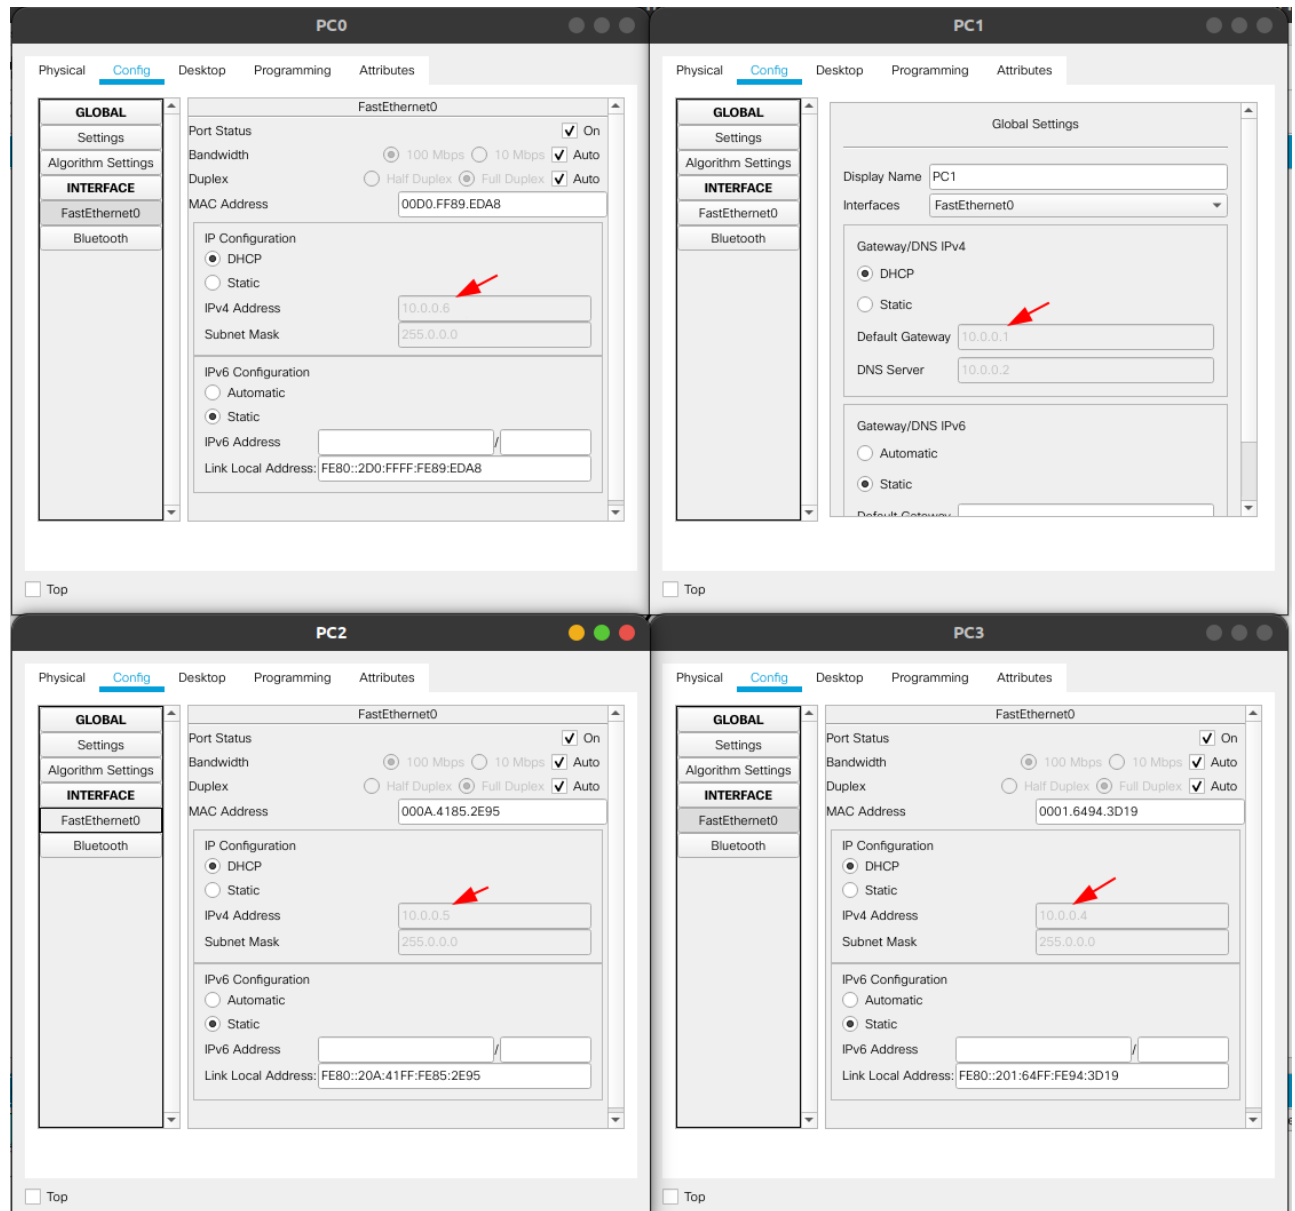 PC0
Physical Config Desktop Programming Attributes
GLOBAL
Settings
Algorithm Settings
INTERFACE
FastEthernet0
Bluetooth
FastEthernet0
Port Status On
Bandwidth 100 Mbps 10 Mbps Auto
Duplex Half Duplex Full Duplex Auto
MAC Address 00D0.FF89.EDA8
IP Configuration
DHCP
Static
IPv4 Address 10.0.0.6
Subnet Mask 255.0.0.0
IPv6 Configuration
Automatic
Static
IPv6 Address /
Link Local Address: FE80::2D0:FFFF:FE89:EDA8
Top
PC1
Physical Config Desktop Programming Attributes
GLOBAL
Settings
Algorithm Settings
INTERFACE
FastEthernet0
Bluetooth
Global Settings
Display Name PC1
Interfaces FastEthernet0
Gateway/DNS IPv4
DHCP
Static
Default Gateway 10.0.0.1
DNS Server 10.0.0.2
Gateway/DNS IPv6
Automatic
Static
Default Gateway
Top
PC2
Physical Config Desktop Programming Attributes
GLOBAL
Settings
Algorithm Settings
INTERFACE
FastEthernet0
Bluetooth
FastEthernet0
Port Status On
Bandwidth 100 Mbps 10 Mbps Auto
Duplex Half Duplex Full Duplex Auto
MAC Address 000A.4185.2E95
IP Configuration
DHCP
Static
IPv4 Address 10.0.0.5
Subnet Mask 255.0.0.0
IPv6 Configuration
Automatic
Static
IPv6 Address /
Link Local Address: FE80::20A:41FF:FE85:2E95
Top
PC3
Physical Config Desktop Programming Attributes
GLOBAL
Settings
Algorithm Settings
INTERFACE
FastEthernet0
Bluetooth
FastEthernet0
Port Status On
Bandwidth 100 Mbps 10 Mbps Auto
Duplex Half Duplex Full Duplex Auto
MAC Address 0001.6494.3D19
IP Configuration
DHCP
Static
IPv4 Address 10.0.0.4
Subnet Mask 255.0.0.0
IPv6 Configuration
Automatic
Static
IPv6 Address /
Link Local Address: FE80::201:64FF:FE94:3D19
Top